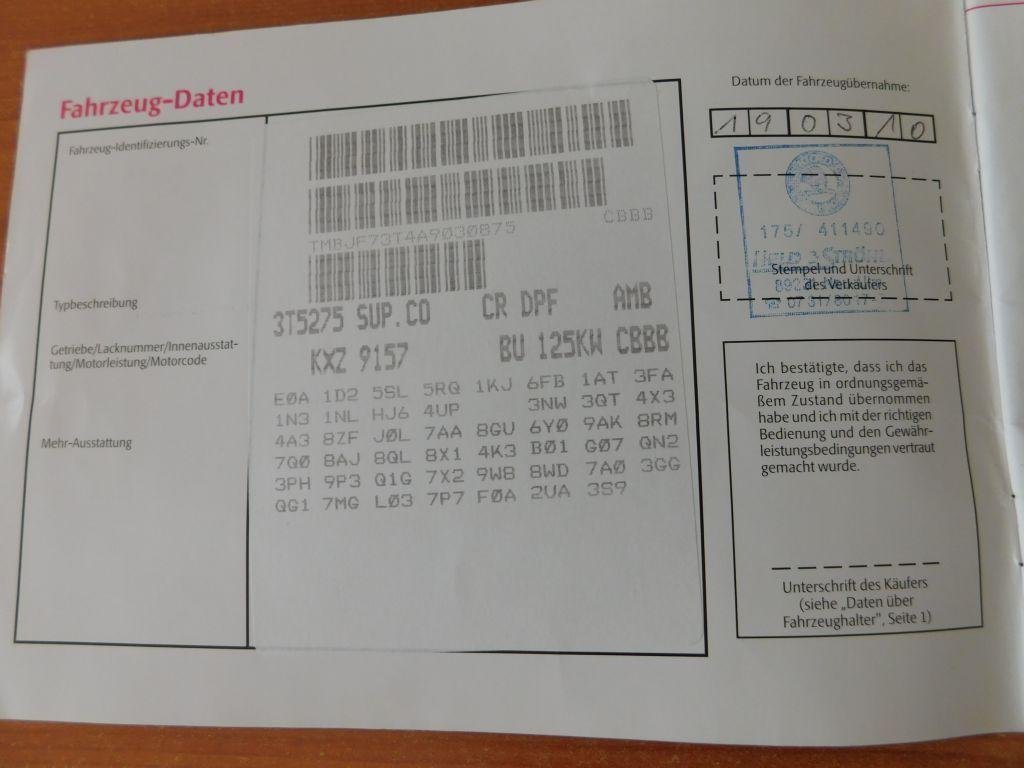 Fahrzeug-Daten
Fahrzeug-Identifizierungs-Nr.
TMBJF73T4A9030875 CBBB
Typbeschreibung
3T5275 SUP.CO CR DPF AMB
Getriebe/Lacknummer/Innenausstat-
tung/Motorleistung/Motorcode
KXZ 9157 BU 125KW CBBB
Mehr-Ausstattung
E0A 1D2 5SL 5RQ 1KJ 6FB 1AT 3FA
1N3 1NL HJ6 4UP 3NW 3QT 4X3
4A3 8ZF J0L 7AA 8GU 6Y0 9AK 8RM
7Q0 8AJ 8QL 8X1 4K3 B01 G07 QN2
3PH 9P3 Q1G 7X2 9W8 8WD 7A0 3GG
QG1 7MG L03 7P7 F0A 2UA 3S9
Datum der Fahrzeugübernahme:
190310
175/ 411490
Stempel und Unterschrift
des Verkäufers
Ich bestätigte, dass ich das
Fahrzeug in ordnungsgemä-
ßem Zustand übernommen
habe und ich mit der richtigen
Bedienung und den Gewähr-
leistungsbedingungen vertraut
gemacht wurde.
Unterschrift des Käufers
(siehe „Daten über
Fahrzeughalter", Seite 1)